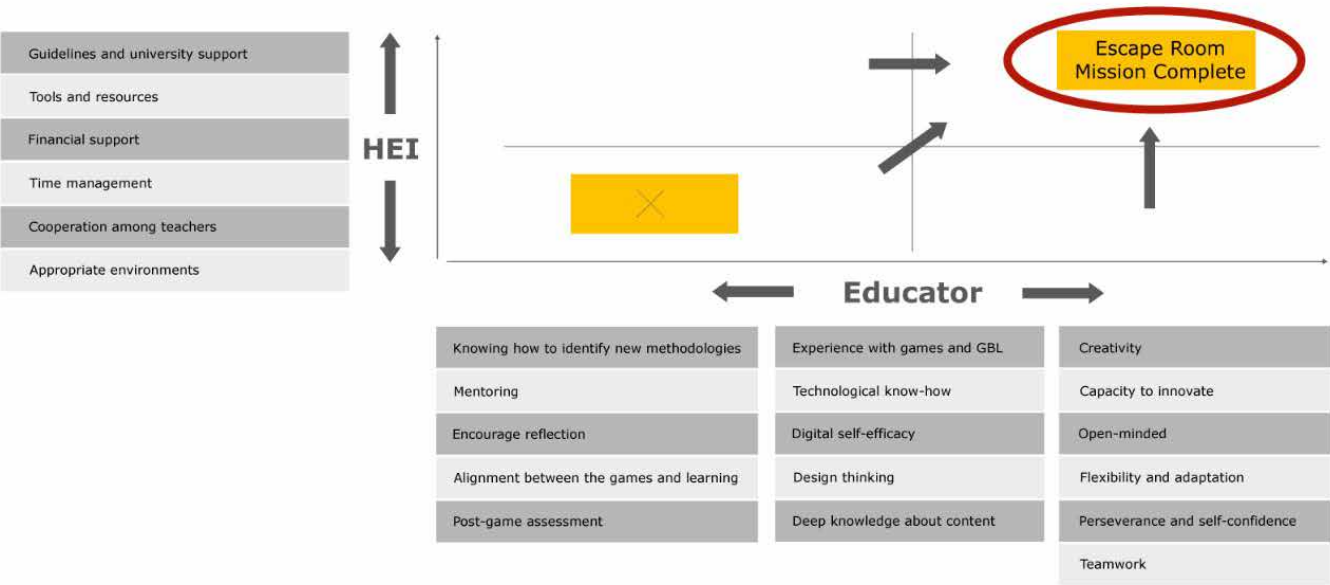 Guidelines and university support
Tools and resources
Financial support
Time management
Cooperation among teachers
Appropriate environments
HEI
Escape Room
Mission Complete
Educator
Knowing how to identify new methodologies
Mentoring
Encourage reflection
Alignment between the games and learning
Post-game assessment
Experience with games and GBL
Technological know-how
Digital self-efficacy
Design thinking
Deep knowledge about content
Creativity
Capacity to innovate
Open-minded
Flexibility and adaptation
Perseverance and self-confidence
Teamwork